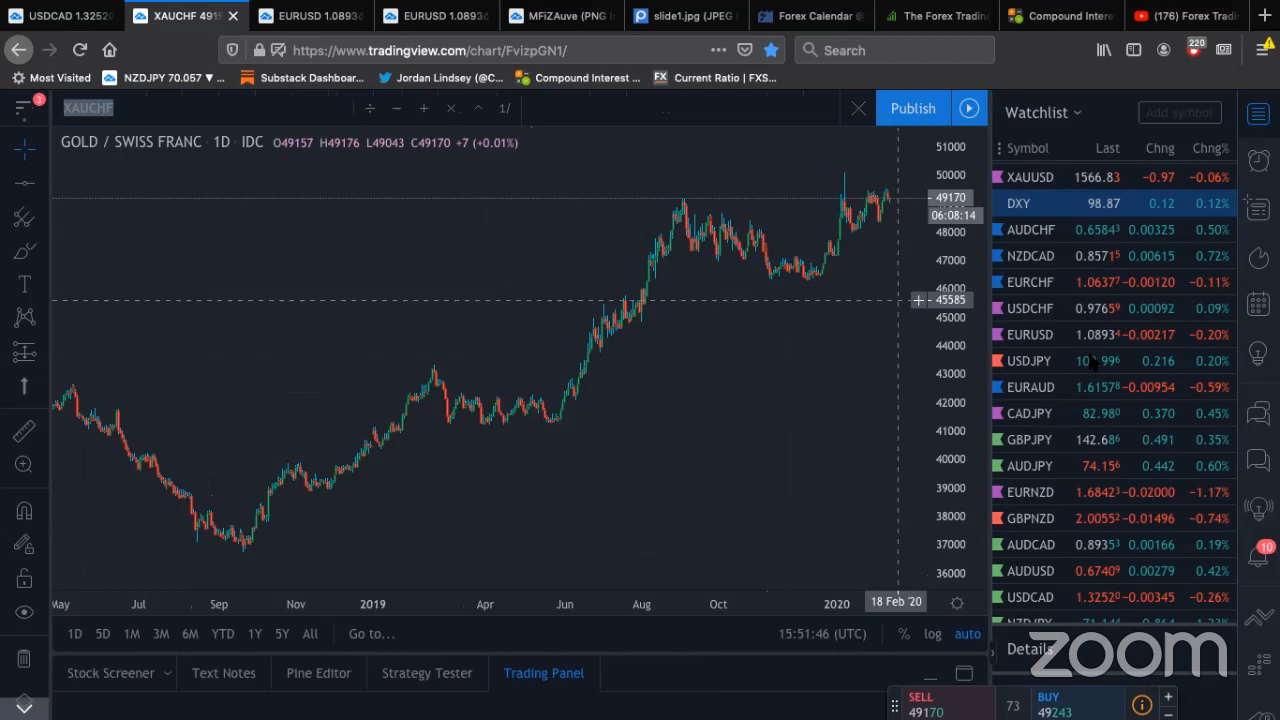 USDCAD 1.32520
XAUCHF 4915
EURUSD 1.0893
EURUSD 1.0893
MFiZAuve (PNG I
slide1.jpg (JPEG
Forex Calendar @
The Forex Trading
Compound Intere
(176) Forex Tradi
https://www.tradingview.com/chart/FvizpGN1/
Search
220
Most Visited
NZDJPY 70.057 ▼ ...
Substack Dashboar...
Jordan Lindsey (@C...
Compound Interest ...
FX Current Ratio | FXS...
3
XAUCHF
÷ − + × ^ 1/
Publish
Watchlist
Add symbol
GOLD / SWISS FRANC · 1D · IDC O49157 H49176 L49043 C49170 +7 (+0.01%)
Symbol Last Chng Chng%
XAUUSD 1566.83 −0.97 −0.06%
DXY 98.87 0.12 0.12%
AUDCHF 0.65843 0.00325 0.50%
NZDCAD 0.85715 0.00615 0.72%
EURCHF 1.06377 −0.00120 −0.11%
USDCHF 0.97659 0.00092 0.09%
EURUSD 1.08934 −0.00217 −0.20%
USDJPY 10 996 0.216 0.20%
EURAUD 1.61578 −0.00954 −0.59%
CADJPY 82.980 0.370 0.45%
GBPJPY 142.686 0.491 0.35%
AUDJPY 74.156 0.442 0.60%
EURNZD 1.68423 −0.02000 −1.17%
GBPNZD 2.00552 −0.01496 −0.74%
AUDCAD 0.89353 0.00166 0.19%
AUDUSD 0.67409 0.00279 0.42%
USDCAD 1.32520 −0.00345 −0.26%
51000
50000
49170
06:08:14
48000
47000
46000
45585
45000
44000
43000
42000
41000
40000
39000
38000
37000
36000
10
May Jul Sep Nov 2019 Apr Jun Aug Oct 2020 18 Feb '20
1D 5D 1M 3M 6M YTD 1Y 5Y All Go to... 15:51:46 (UTC) % log auto
Details
zoom
Stock Screener Text Notes Pine Editor Strategy Tester Trading Panel
SELL
49170
73
BUY
49243